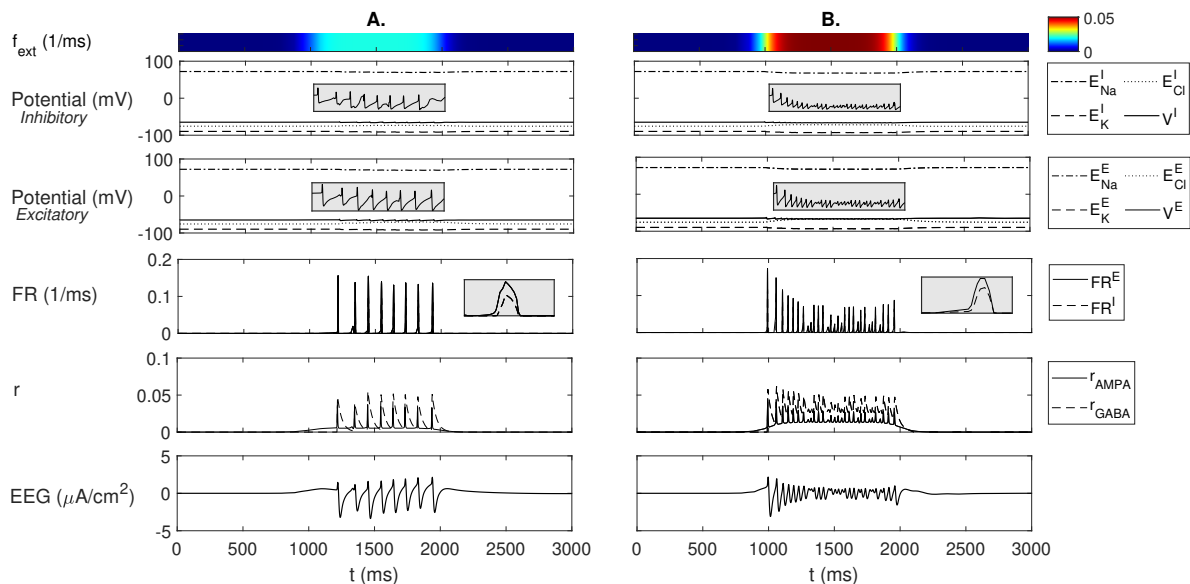 A.
B.
f_ext (1/ms)
0.05
0
100
0
-100
Potential (mV)
Inhibitory
E_Na^I
E_Cl^I
E_K^I
V^I
100
0
-100
Potential (mV)
Excitatory
E_Na^E
E_Cl^E
E_K^E
V^E
0.2
0.1
0
FR (1/ms)
FR^E
FR^I
0.1
0.05
0
r
r_AMPA
r_GABA
5
0
-5
EEG (μA/cm²)
0 500 1000 1500 2000 2500 3000
0 500 1000 1500 2000 2500 3000
t (ms)
t (ms)